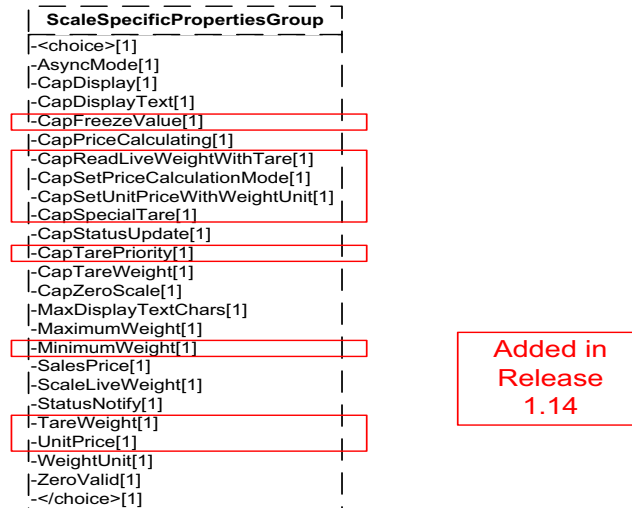 ScaleSpecificPropertiesGroup
-<choice>[1]
-AsyncMode[1]
-CapDisplay[1]
-CapDisplayText[1]
-CapFreezeValue[1]
-CapPriceCalculating[1]
-CapReadLiveWeightWithTare[1]
-CapSetPriceCalculationMode[1]
-CapSetUnitPriceWithWeightUnit[1]
-CapSpecialTare[1]
-CapStatusUpdate[1]
-CapTarePriority[1]
-CapTareWeight[1]
-CapZeroScale[1]
-MaxDisplayTextChars[1]
-MaximumWeight[1]
-MinimumWeight[1]
-SalesPrice[1]
-ScaleLiveWeight[1]
-StatusNotify[1]
-TareWeight[1]
-UnitPrice[1]
-WeightUnit[1]
-ZeroValid[1]
-</choice>[1]
Added in
Release
1.14